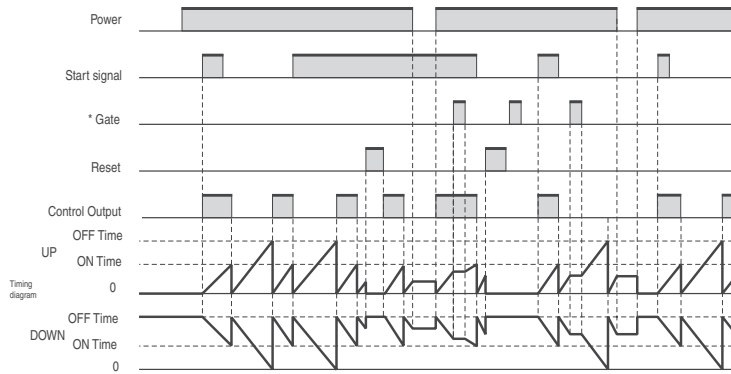 Power
Start signal
* Gate
Reset
Control Output
OFF Time
UP
ON Time
Timing
diagram
0
OFF Time
DOWN
ON Time
0